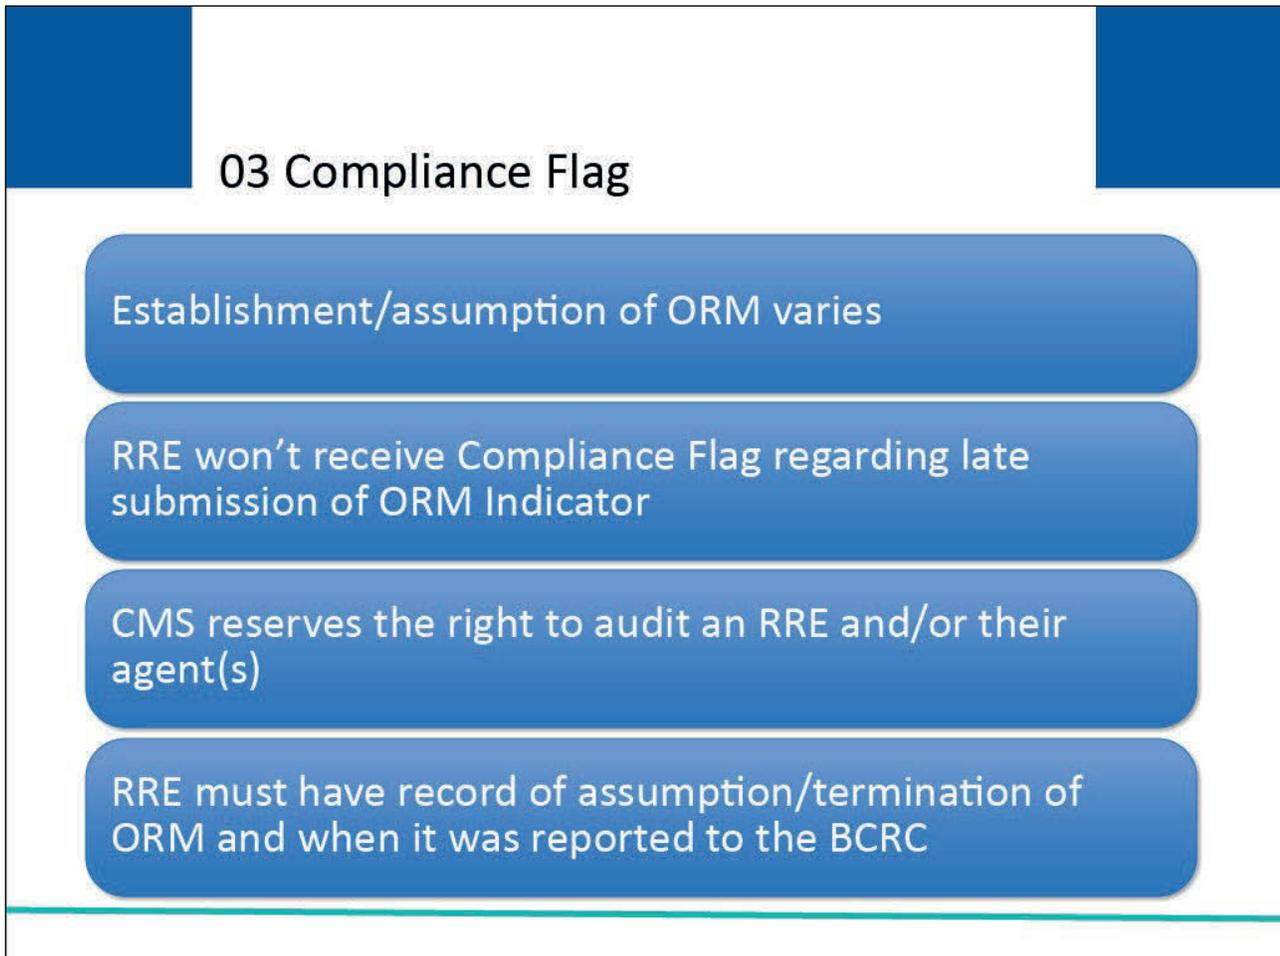 03 Compliance Flag
Establishment/assumption of ORM varies
RRE won’t receive Compliance Flag regarding late
submission of ORM Indicator
CMS reserves the right to audit an RRE and/or their
agent(s)
RRE must have record of assumption/termination of
ORM and when it was reported to the BCRC